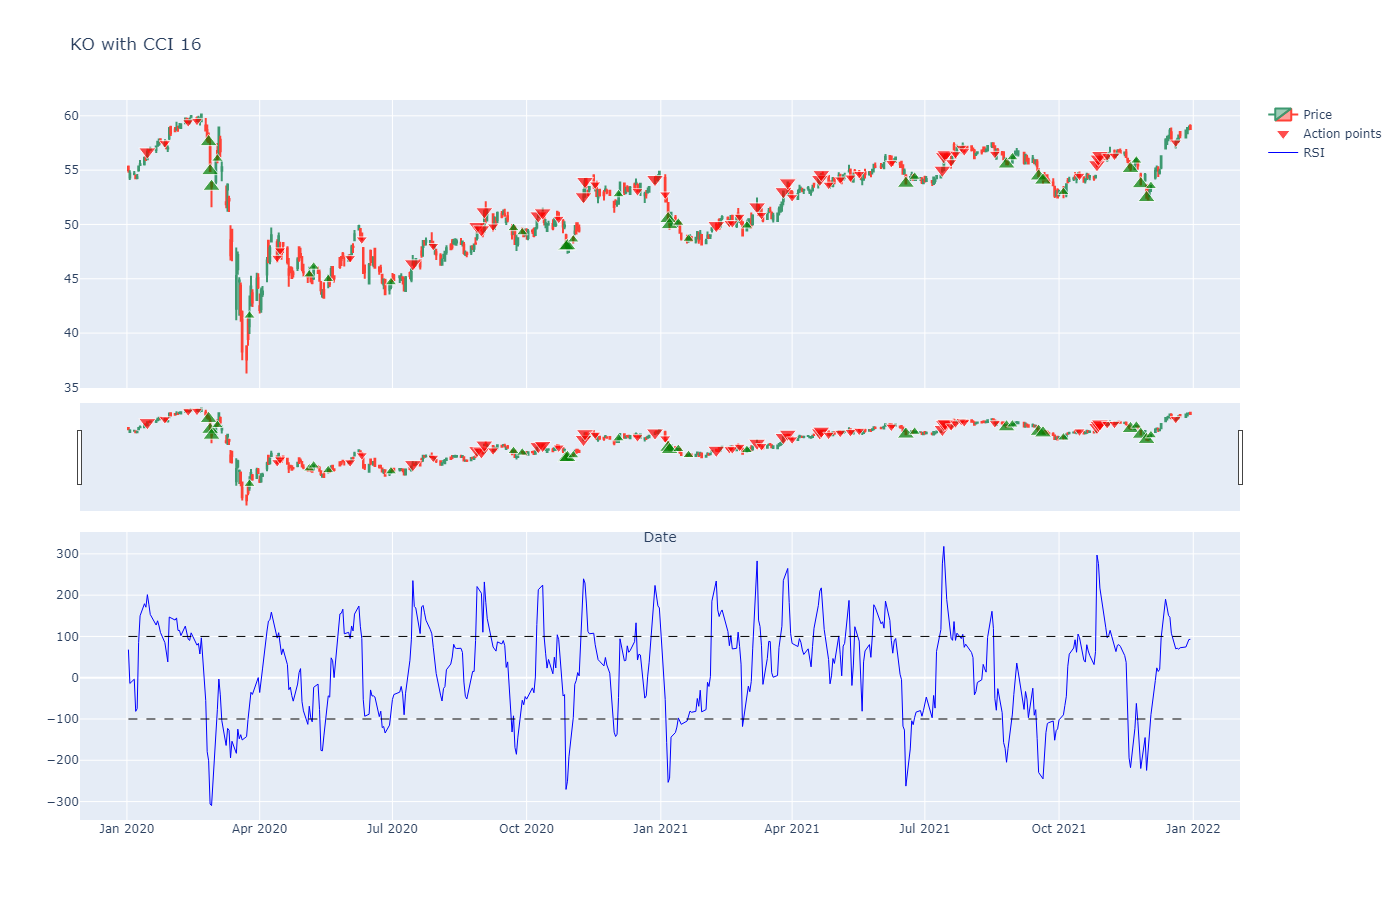 KO with CCI 16
60
55
50
45
40
35
Price
Action points
RSI
Date
300
200
100
0
−100
−200
−300
Jan 2020
Apr 2020
Jul 2020
Oct 2020
Jan 2021
Apr 2021
Jul 2021
Oct 2021
Jan 2022